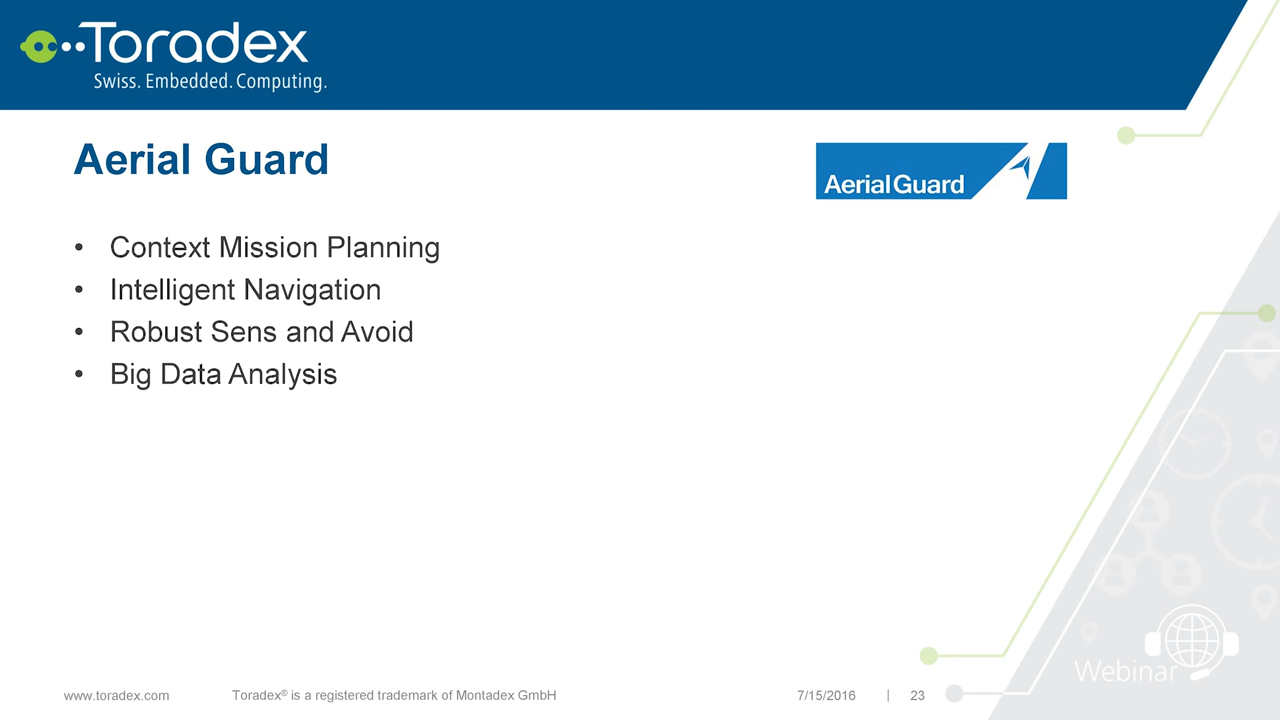 Toradex
Swiss. Embedded. Computing.
Aerial Guard
AerialGuard
• Context Mission Planning
• Intelligent Navigation
• Robust Sens and Avoid
• Big Data Analysis
Webinar
www.toradex.com Toradex® is a registered trademark of Montadex GmbH 7/15/2016 | 23